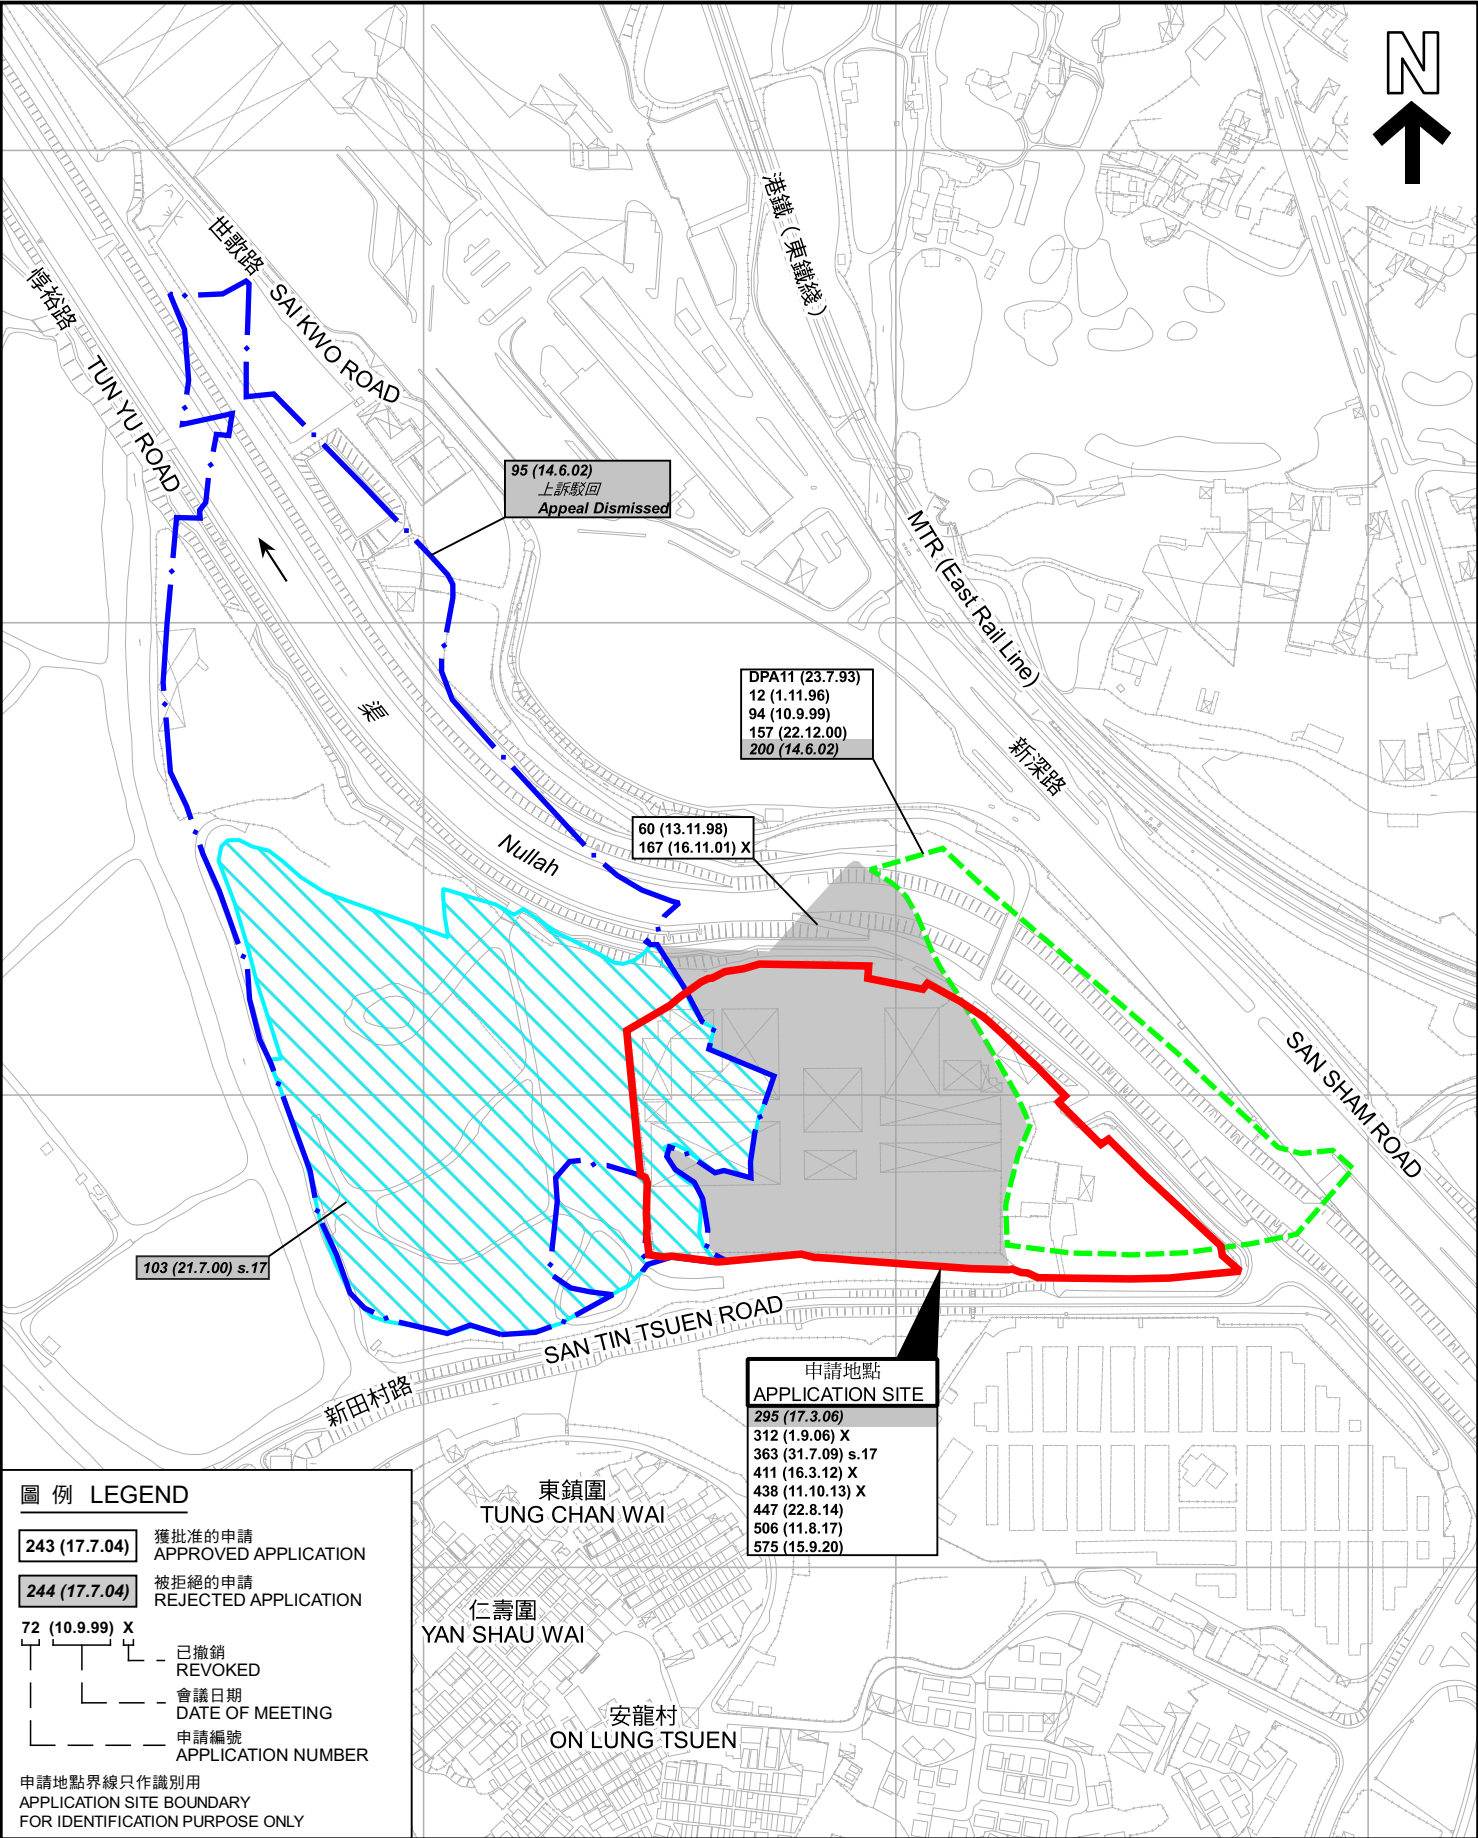 N
世歌路
SAI KWO ROAD
惇裕路
TUN YU ROAD
港鐵（東鐵綫）
MTR (East Rail Line)
95 (14.6.02)
上訴駁回
Appeal Dismissed
渠
Nullah
DPA11 (23.7.93)
12 (1.11.96)
94 (10.9.99)
157 (22.12.00)
200 (14.6.02)
新深路
SAN SHAM ROAD
60 (13.11.98)
167 (16.11.01) X
103 (21.7.00) s.17
新田村路
SAN TIN TSUEN ROAD
申請地點
APPLICATION SITE
295 (17.3.06)
312 (1.9.06) X
363 (31.7.09) s.17
411 (16.3.12) X
438 (11.10.13) X
447 (22.8.14)
506 (11.8.17)
575 (15.9.20)
東鎮圍
TUNG CHAN WAI
仁壽圍
YAN SHAU WAI
安龍村
ON LUNG TSUEN
圖 例 LEGEND
243 (17.7.04)
獲批准的申請
APPROVED APPLICATION
244 (17.7.04)
被拒絕的申請
REJECTED APPLICATION
72 (10.9.99) X
已撤銷
REVOKED
會議日期
DATE OF MEETING
申請編號
APPLICATION NUMBER
申請地點界線只作識別用
APPLICATION SITE BOUNDARY
FOR IDENTIFICATION PURPOSE ONLY